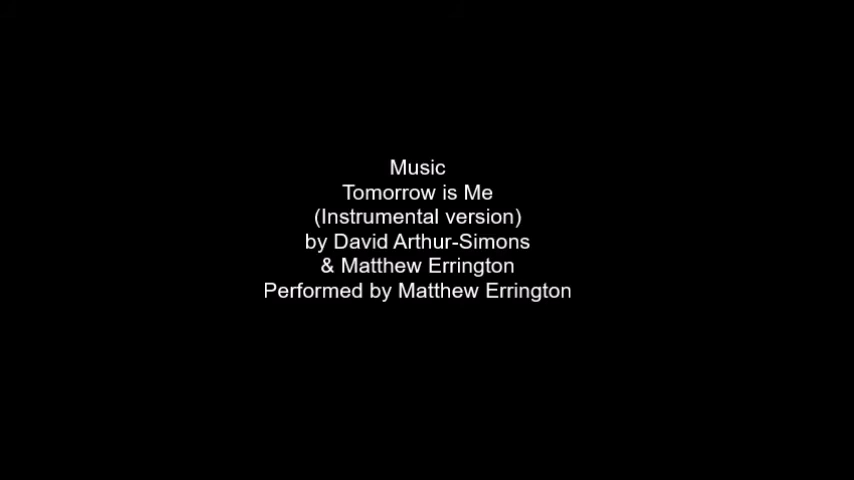 Music
Tomorrow is Me
(Instrumental version)
by David Arthur-Simons
& Matthew Errington
Performed by Matthew Errington